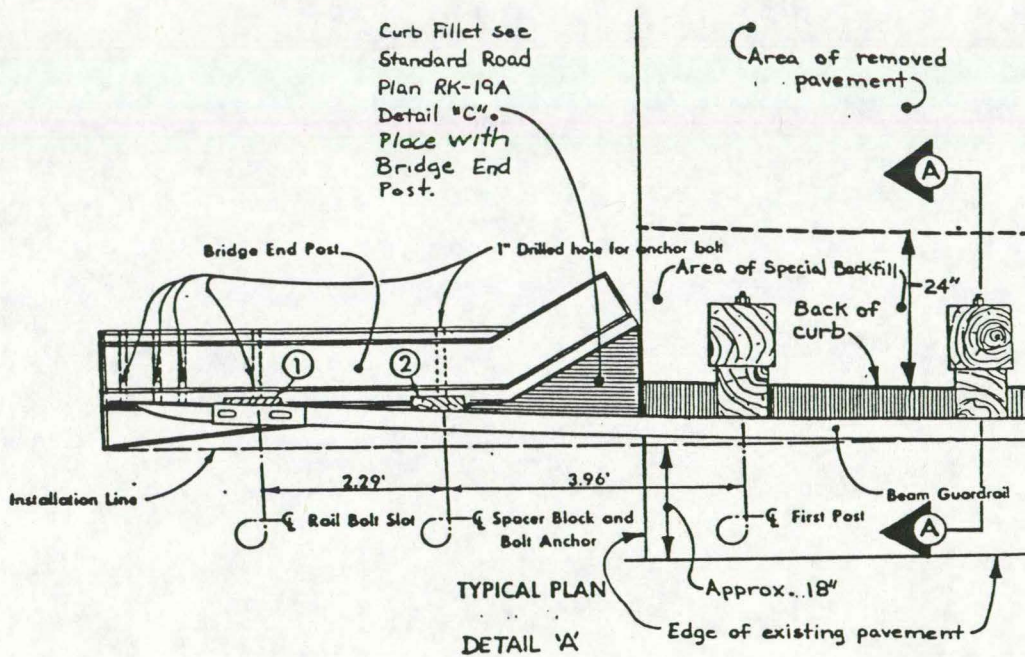 Curb Fillet see
Standard Road
Plan RK-19A
Detail "C".
Place with
Bridge End
Post.
Area of removed
pavement
A
Bridge End Post
1" Drilled hole for anchor bolt
Area of Special Backfill
24"
Back of
curb
1
2
Installation Line
2.29'
3.96'
Beam Guardrail
℄ Rail Bolt Slot
℄ Spacer Block and
Bolt Anchor
℄ First Post
A
TYPICAL PLAN
Approx. 18"
DETAIL 'A'
Edge of existing pavement